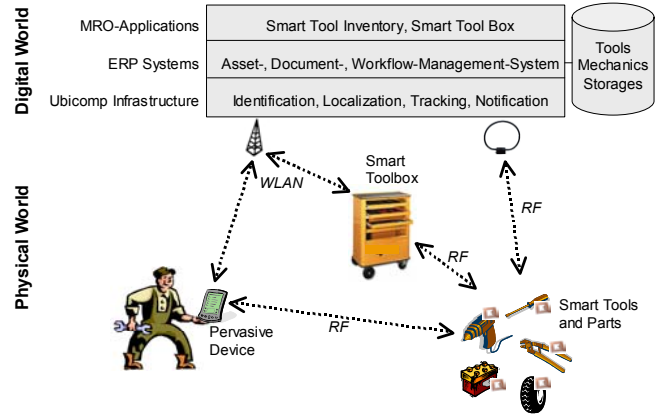 Digital World
MRO-Applications
Smart Tool Inventory, Smart Tool Box
ERP Systems
Asset-, Document-, Workflow-Management-System
Ubicomp Infrastructure
Identification, Localization, Tracking, Notification
Tools
Mechanics
Storages
Physical World
WLAN
Smart
Toolbox
RF
RF
Pervasive
Device
RF
Smart Tools
and Parts